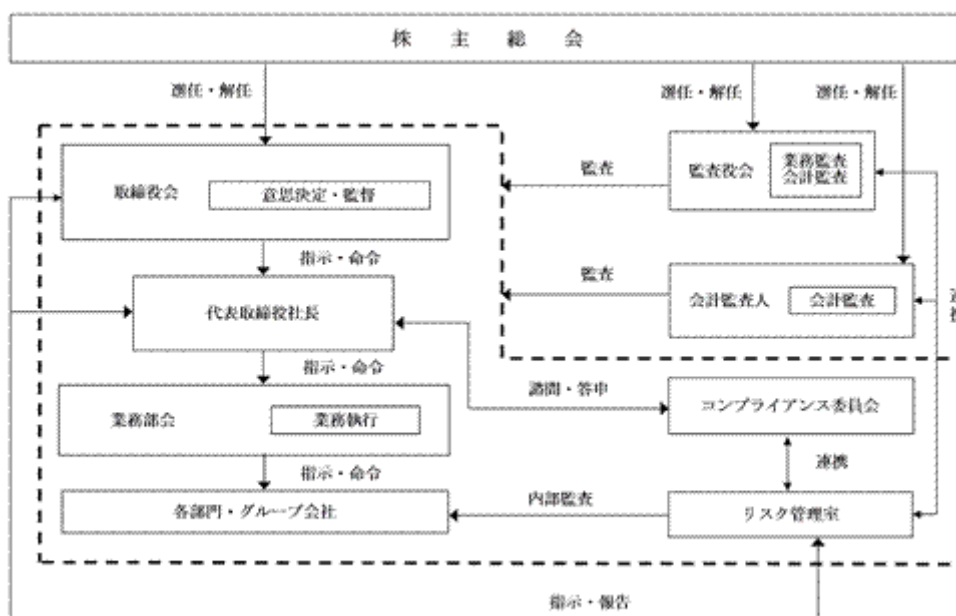 株主総会
選任・解任
選任・解任
選任・解任
取締役会
意思決定・監督
監査
監査役会
業務監査
会計監査
指示・命令
監査
会計監査人
会計監査
代表取締役社長
指示・命令
諮問・答申
コンプライアンス委員会
業務部会
業務執行
連携
指示・命令
各部門・グループ会社
内部監査
リスク管理室
指示・報告